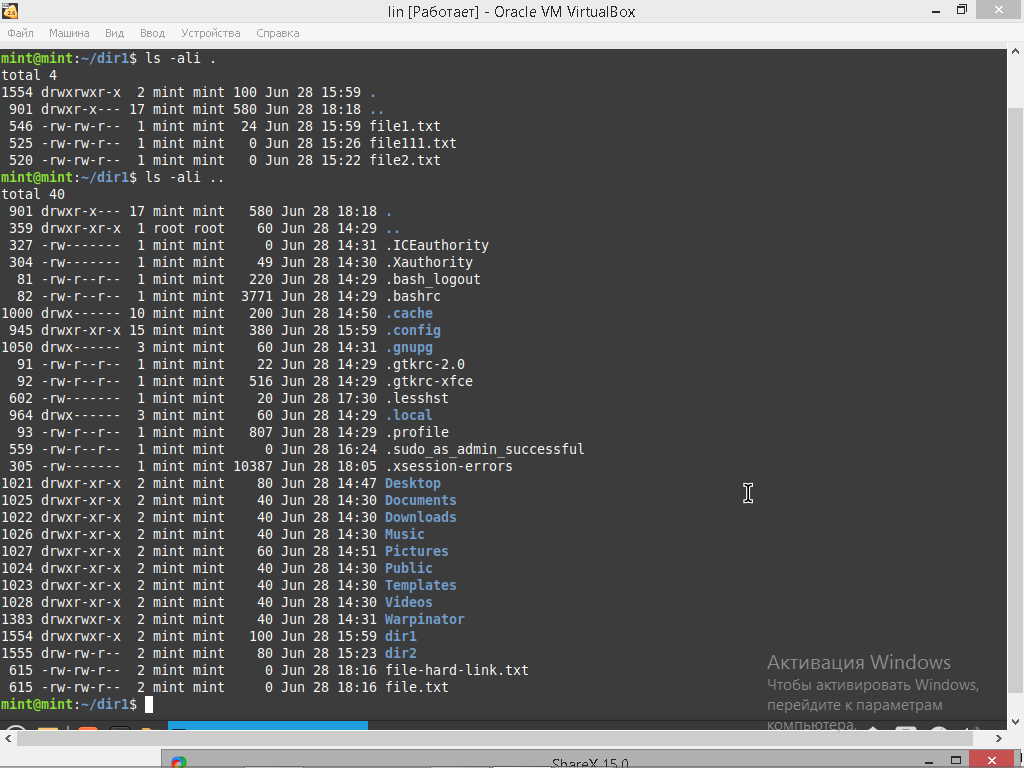 lin [Работает] - Oracle VM VirtualBox
Файл Машина Вид Ввод Устройства Справка
mint@mint:~/dir1$ ls -ali .
total 4
1554 drwxrwxr-x  2 mint mint 100 Jun 28 15:59 .
 901 drwxr-x--- 17 mint mint 580 Jun 28 18:18 ..
 546 -rw-rw-r--  1 mint mint  24 Jun 28 15:59 file1.txt
 525 -rw-rw-r--  1 mint mint   0 Jun 28 15:26 file111.txt
 520 -rw-rw-r--  1 mint mint   0 Jun 28 15:22 file2.txt
mint@mint:~/dir1$ ls -ali ..
total 40
 901 drwxr-x--- 17 mint mint   580 Jun 28 18:18 .
 359 drwxr-xr-x  1 root root    60 Jun 28 14:29 ..
 327 -rw-------  1 mint mint     0 Jun 28 14:31 .ICEauthority
 304 -rw-------  1 mint mint    49 Jun 28 14:30 .Xauthority
  81 -rw-r--r--  1 mint mint   220 Jun 28 14:29 .bash_logout
  82 -rw-r--r--  1 mint mint  3771 Jun 28 14:29 .bashrc
1000 drwx------ 10 mint mint   200 Jun 28 14:50 .cache
 945 drwxr-xr-x 15 mint mint   380 Jun 28 15:59 .config
1050 drwx------  3 mint mint    60 Jun 28 14:31 .gnupg
  91 -rw-r--r--  1 mint mint    22 Jun 28 14:29 .gtkrc-2.0
  92 -rw-r--r--  1 mint mint   516 Jun 28 14:29 .gtkrc-xfce
 602 -rw-------  1 mint mint    20 Jun 28 17:30 .lesshst
 964 drwx------  3 mint mint    60 Jun 28 14:29 .local
  93 -rw-r--r--  1 mint mint   807 Jun 28 14:29 .profile
 559 -rw-r--r--  1 mint mint     0 Jun 28 16:24 .sudo_as_admin_successful
 305 -rw-------  1 mint mint 10387 Jun 28 18:05 .xsession-errors
1021 drwxr-xr-x  2 mint mint    80 Jun 28 14:47 Desktop
1025 drwxr-xr-x  2 mint mint    40 Jun 28 14:30 Documents
1022 drwxr-xr-x  2 mint mint    40 Jun 28 14:30 Downloads
1026 drwxr-xr-x  2 mint mint    40 Jun 28 14:30 Music
1027 drwxr-xr-x  2 mint mint    60 Jun 28 14:51 Pictures
1024 drwxr-xr-x  2 mint mint    40 Jun 28 14:30 Public
1023 drwxr-xr-x  2 mint mint    40 Jun 28 14:30 Templates
1028 drwxr-xr-x  2 mint mint    40 Jun 28 14:30 Videos
1383 drwxrwxr-x  2 mint mint    40 Jun 28 14:31 Warpinator
1554 drwxrwxr-x  2 mint mint   100 Jun 28 15:59 dir1
1555 drw-rw-r--  2 mint mint    80 Jun 28 15:23 dir2
 615 -rw-rw-r--  2 mint mint     0 Jun 28 18:16 file-hard-link.txt
 615 -rw-rw-r--  2 mint mint     0 Jun 28 18:16 file.txt
mint@mint:~/dir1$
Активация Windows
Чтобы активировать Windows,
перейдите к параметрам
компьютера.
ShareX 15.0